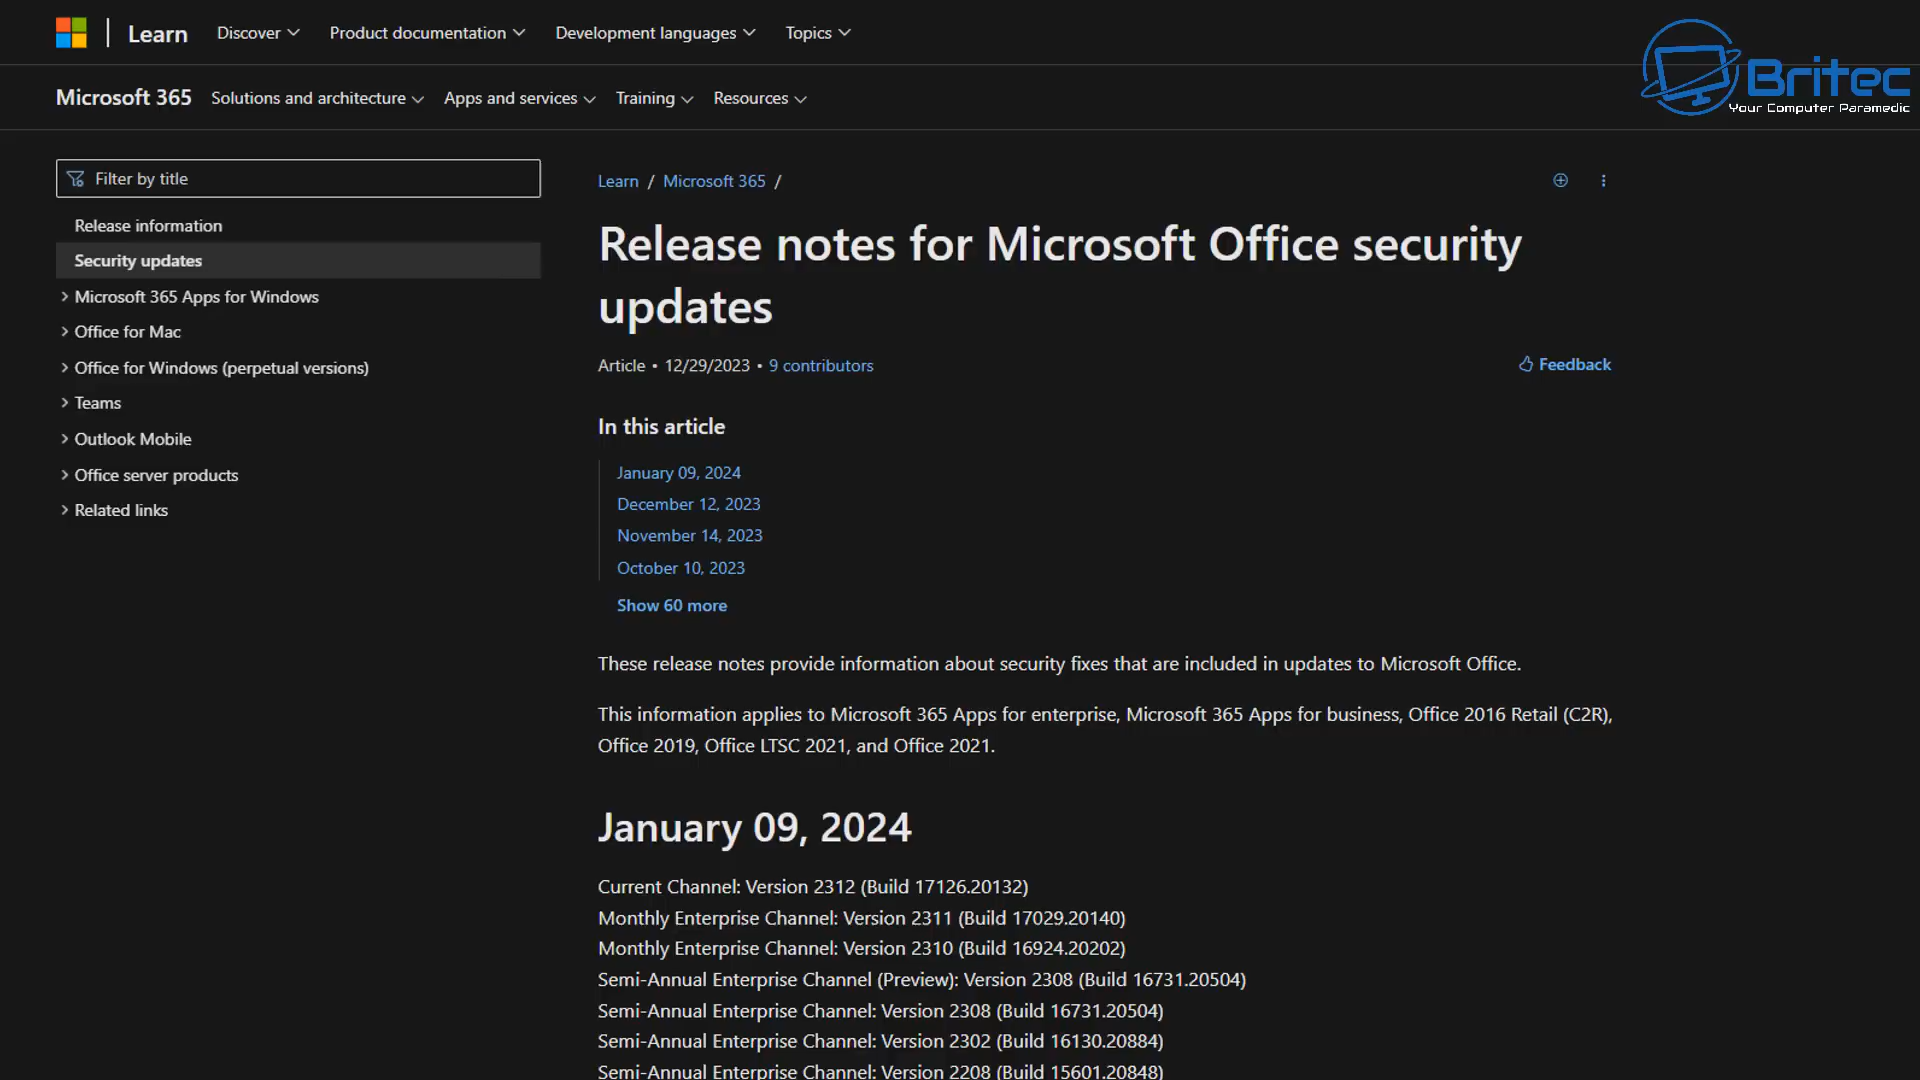 Learn
Discover
Product documentation
Development languages
Topics
Britec
Your Computer Paramedic
Microsoft 365
Solutions and architecture
Apps and services
Training
Resources
Filter by title
Release information
Security updates
Microsoft 365 Apps for Windows
Office for Mac
Office for Windows (perpetual versions)
Teams
Outlook Mobile
Office server products
Related links
Learn / Microsoft 365 /
Release notes for Microsoft Office security
updates
Article • 12/29/2023 • 9 contributors
Feedback
In this article
January 09, 2024
December 12, 2023
November 14, 2023
October 10, 2023
Show 60 more
These release notes provide information about security fixes that are included in updates to Microsoft Office.
This information applies to Microsoft 365 Apps for enterprise, Microsoft 365 Apps for business, Office 2016 Retail (C2R),
Office 2019, Office LTSC 2021, and Office 2021.
January 09, 2024
Current Channel: Version 2312 (Build 17126.20132)
Monthly Enterprise Channel: Version 2311 (Build 17029.20140)
Monthly Enterprise Channel: Version 2310 (Build 16924.20202)
Semi-Annual Enterprise Channel (Preview): Version 2308 (Build 16731.20504)
Semi-Annual Enterprise Channel: Version 2308 (Build 16731.20504)
Semi-Annual Enterprise Channel: Version 2302 (Build 16130.20884)
Semi-Annual Enterprise Channel: Version 2208 (Build 15601.20848)